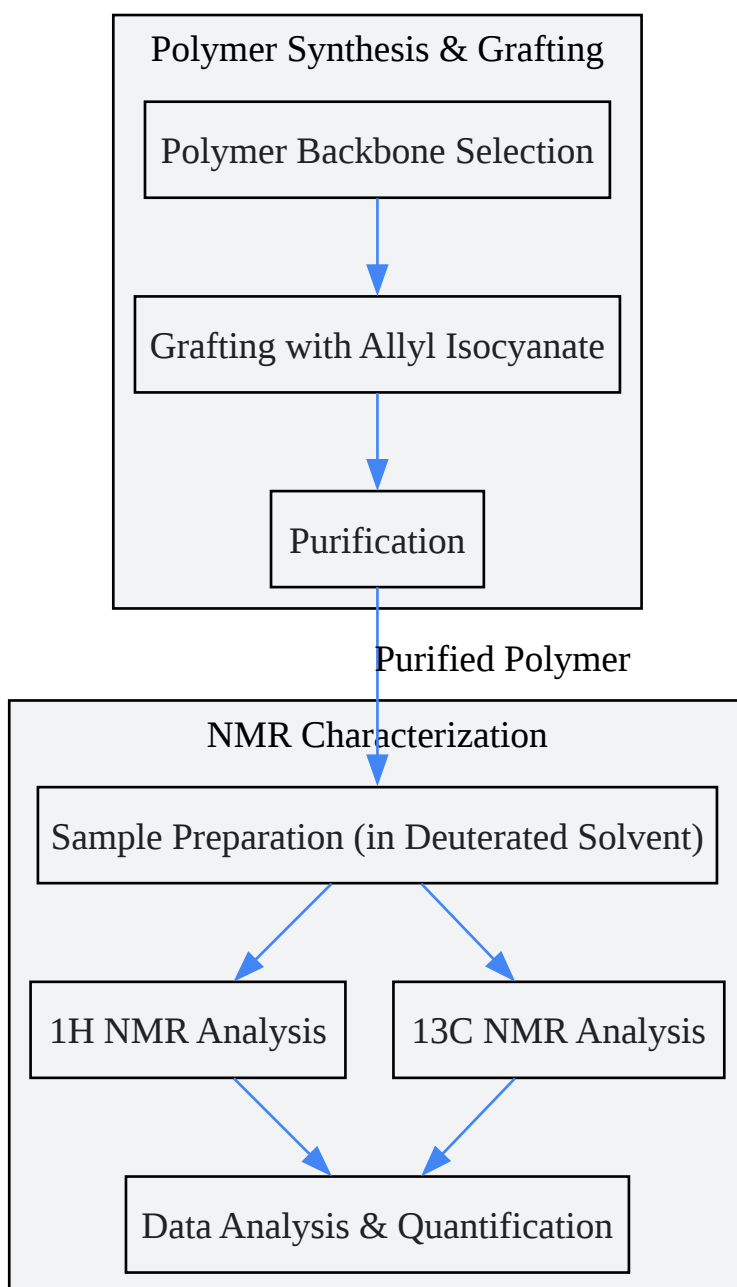 Polymer Synthesis & Grafting
Polymer Backbone Selection
Grafting with Allyl Isocyanate
Purification
Purified Polymer
NMR Characterization
Sample Preparation (in Deuterated Solvent)
1H NMR Analysis
13C NMR Analysis
Data Analysis & Quantification